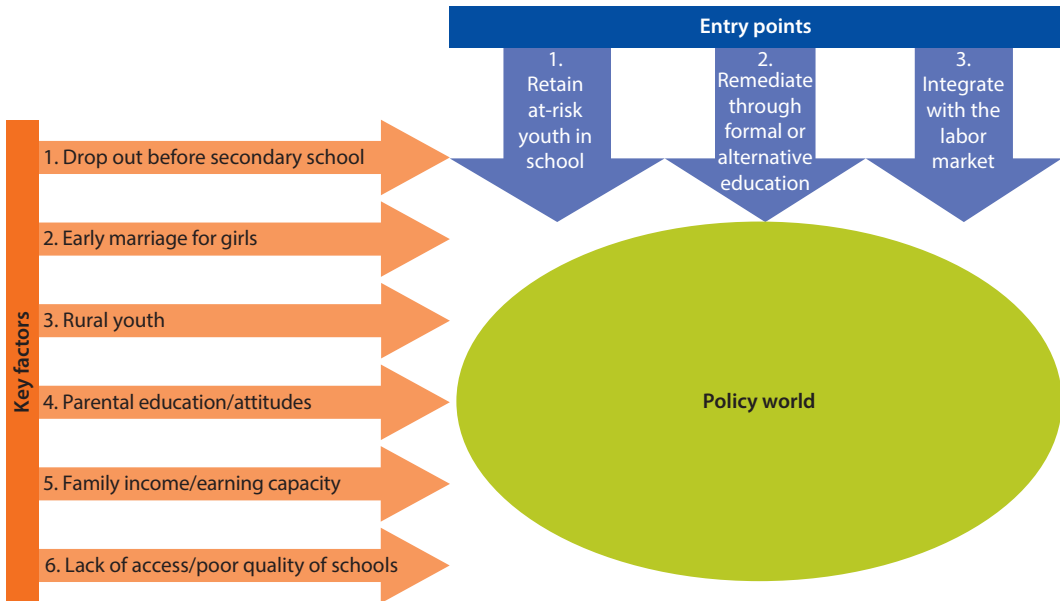 Entry points
1.
Retain
at-risk
youth in
school
2.
Remediate
through
formal or
alternative
education
3.
Integrate
with the
labor
market
Key factors
1. Drop out before secondary school
2. Early marriage for girls
3. Rural youth
4. Parental education/attitudes
5. Family income/earning capacity
6. Lack of access/poor quality of schools
Policy world